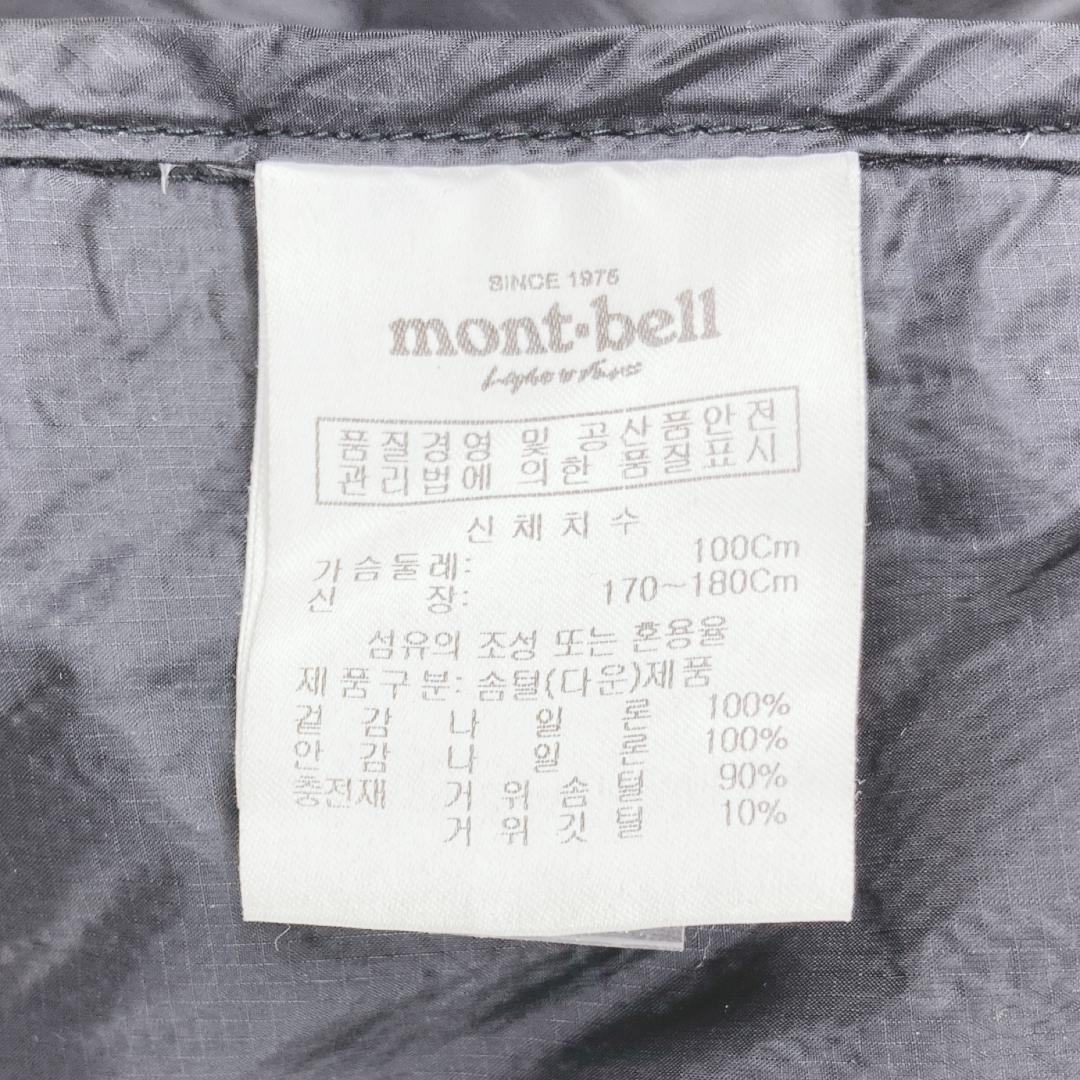 SINCE 1975
mont·bell
Light & Fast
품질경영 및 공산품안전
관리법에 의한 품질표시
신체치수
가슴둘레: 100Cm
신 장: 170~180Cm
섬유의 조성 또는 혼용율
제품구분: 솜털(다운)제품
겉 감 나 일 론 100%
안 감 나 일 론 100%
충전재 거 위 솜 털 90%
거 위 깃 털 10%